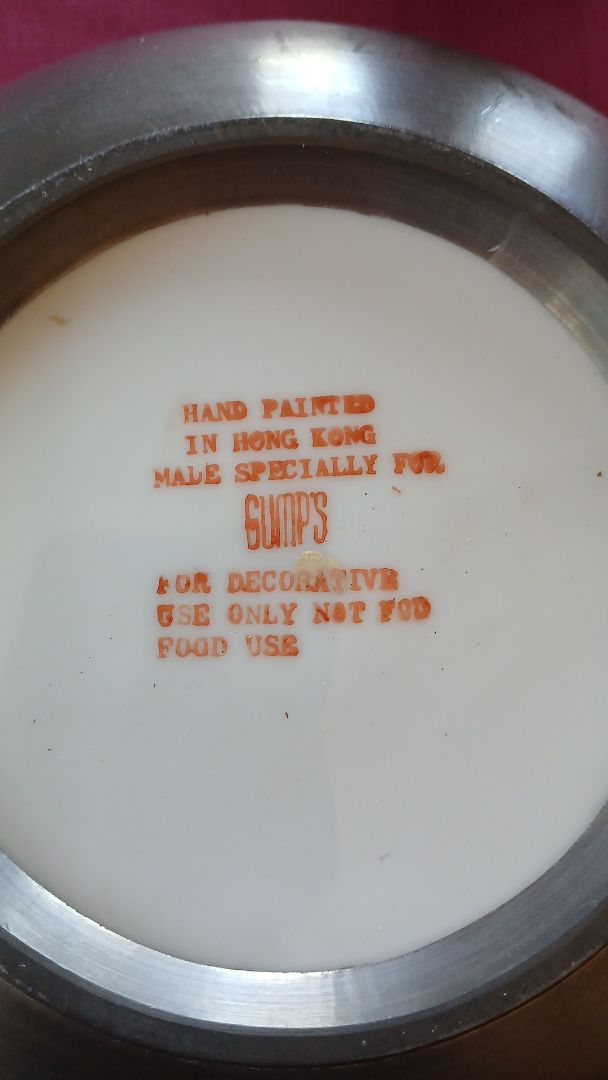 HAND PAINTED
IN HONG KONG
MADE SPECIALLY FOR
GUMP'S
FOR DECORATIVE
USE ONLY NOT FOD
FOOD USE